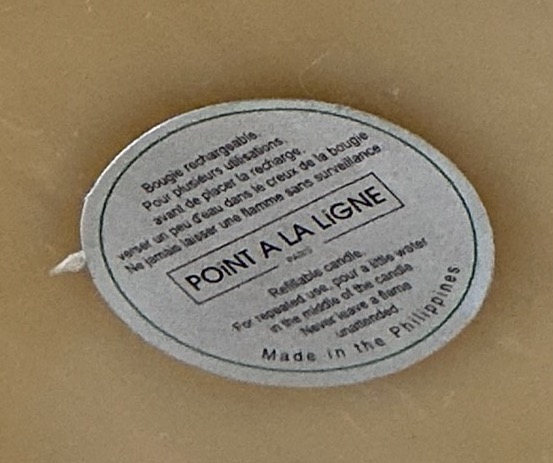 Bougie rechargeable.
Pour plusieurs utilisations,
avant de placer la recharge,
verser un peu d'eau dans le creux de la bougie
Ne jamais laisser une flamme sans surveillance
POINT A LA LiGNE
PARIS
Refillable candle.
For repeated use, pour a little water
in the middle of the candle
Never leave a flame
unattended.
Made in the Philippines